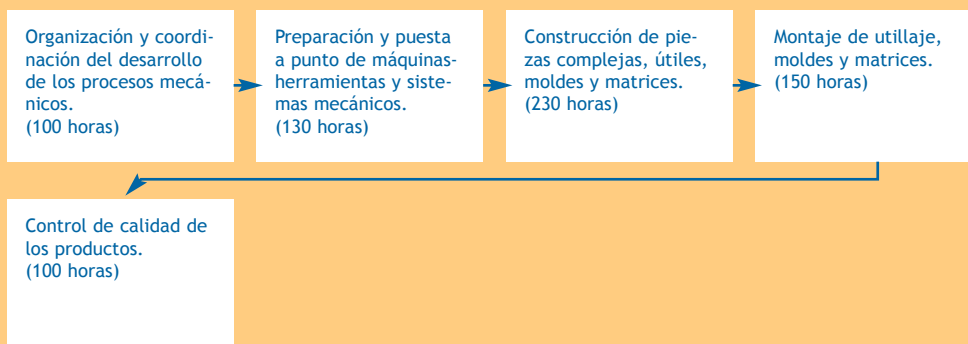 Organización y coordi-
nación del desarrollo
de los procesos mecá-
nicos.
(100 horas)
Preparación y puesta
a punto de máquinas-
herramientas y siste-
mas mecánicos.
(130 horas)
Construcción de pie-
zas complejas, útiles,
moldes y matrices.
(230 horas)
Montaje de utillaje,
moldes y matrices.
(150 horas)
Control de calidad de
los productos.
(100 horas)